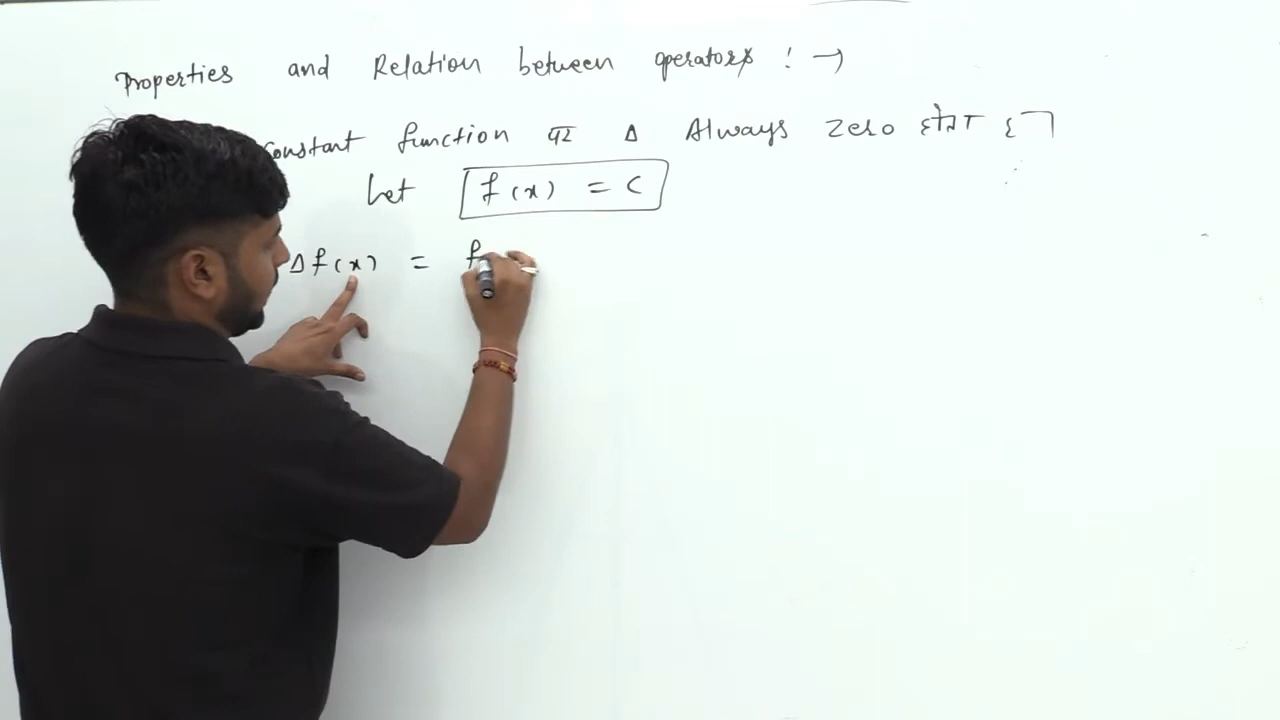 Properties and Relation between operators : →
Constant function पर Δ Always zero होता है
Let f(x) = c
Δf(x) = f